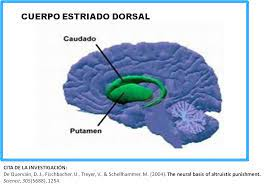 CUERPO ESTRIADO DORSAL
Caudado
Putamen
CITA DE LA INVESTIGACIÓN:
De Quervain, D. J., Fischbacher, U., Treyer, V. & Schellhammer, M. (2004). The neural basis of altruistic punishment.
Science, 305(5688), 1254.